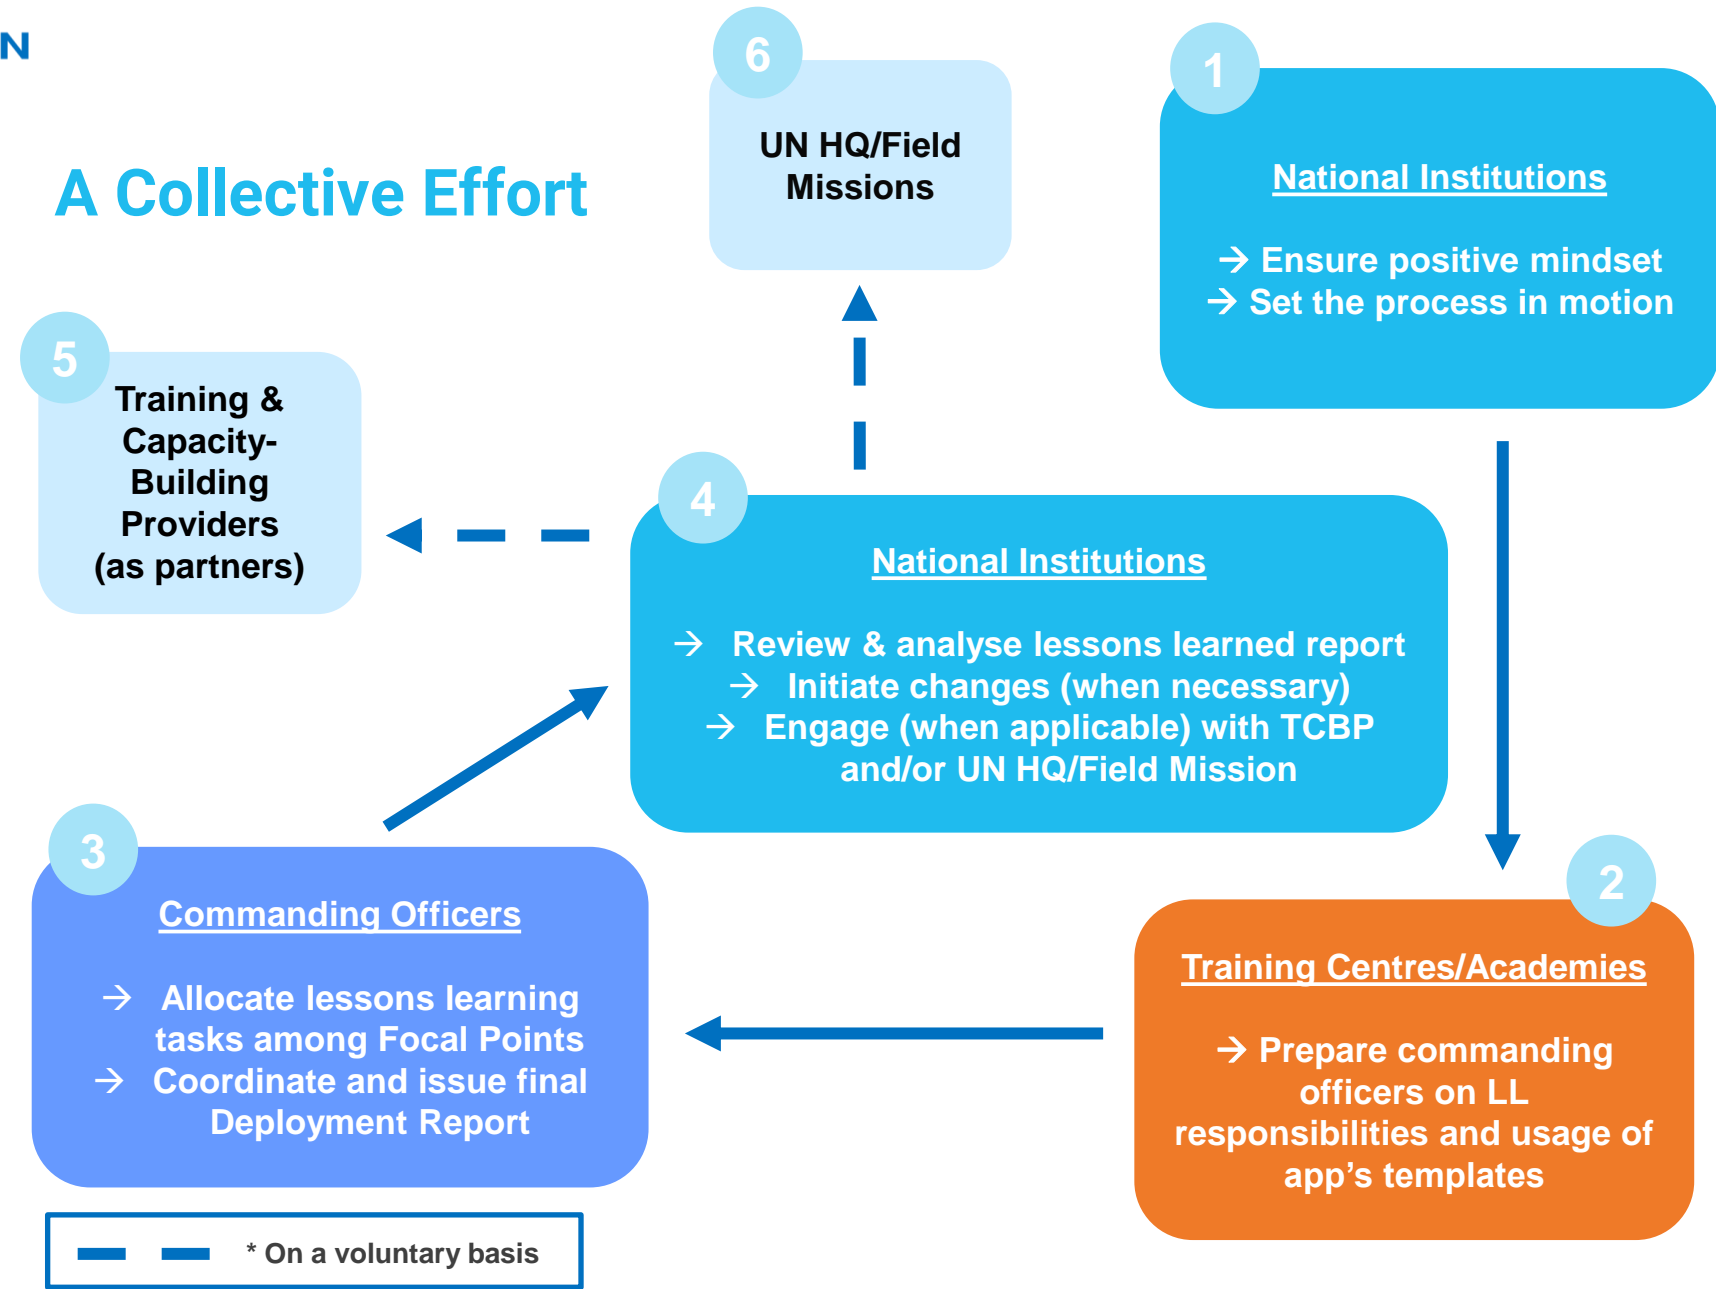 N
A Collective Effort
1
National Institutions
→ Ensure positive mindset
→ Set the process in motion
2
Training Centres/Academies
→ Prepare commanding
officers on LL
responsibilities and usage of
app’s templates
3
Commanding Officers
→ Allocate lessons learning
tasks among Focal Points
→ Coordinate and issue final
Deployment Report
4
National Institutions
→ Review & analyse lessons learned report
→ Initiate changes (when necessary)
→ Engage (when applicable) with TCBP
and/or UN HQ/Field Mission
5
Training &
Capacity-
Building
Providers
(as partners)
6
UN HQ/Field
Missions
* On a voluntary basis